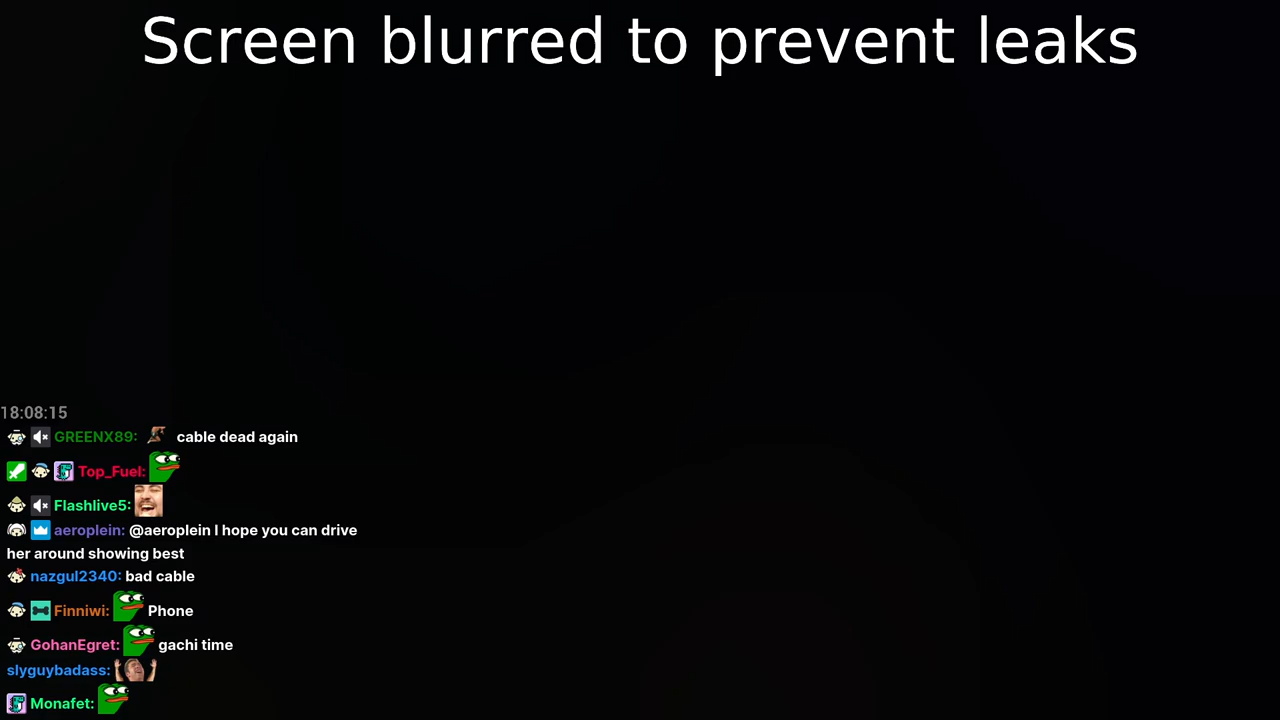 Screen blurred to prevent leaks
18:08:15
GREENX89: cable dead again
Top_Fuel:
Flashlive5:
aeroplein: @aeroplein I hope you can drive
her around showing best
nazgul2340: bad cable
Finniwi: Phone
GohanEgret: gachi time
slyguybadass:
Monafet: